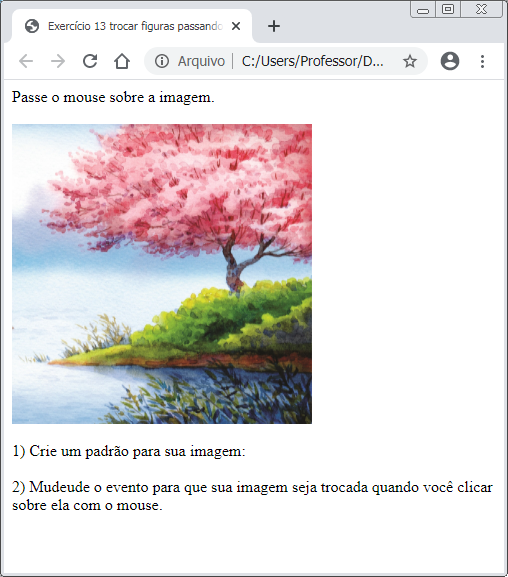 Exercício 13 trocar figuras passando
Arquivo | C:/Users/Professor/D...
Passe o mouse sobre a imagem.
1) Crie um padrão para sua imagem:
2) Mudeude o evento para que sua imagem seja trocada quando você clicar
sobre ela com o mouse.